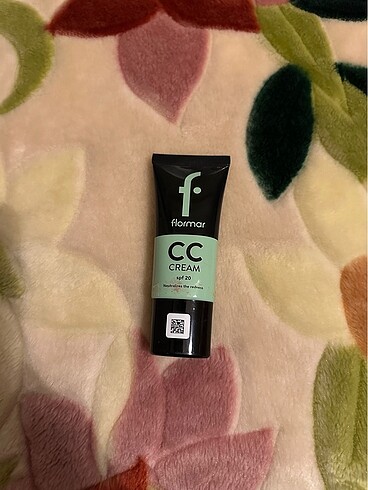 f
flormar
CC
CREAM
spf 20
Neutralizes the redness